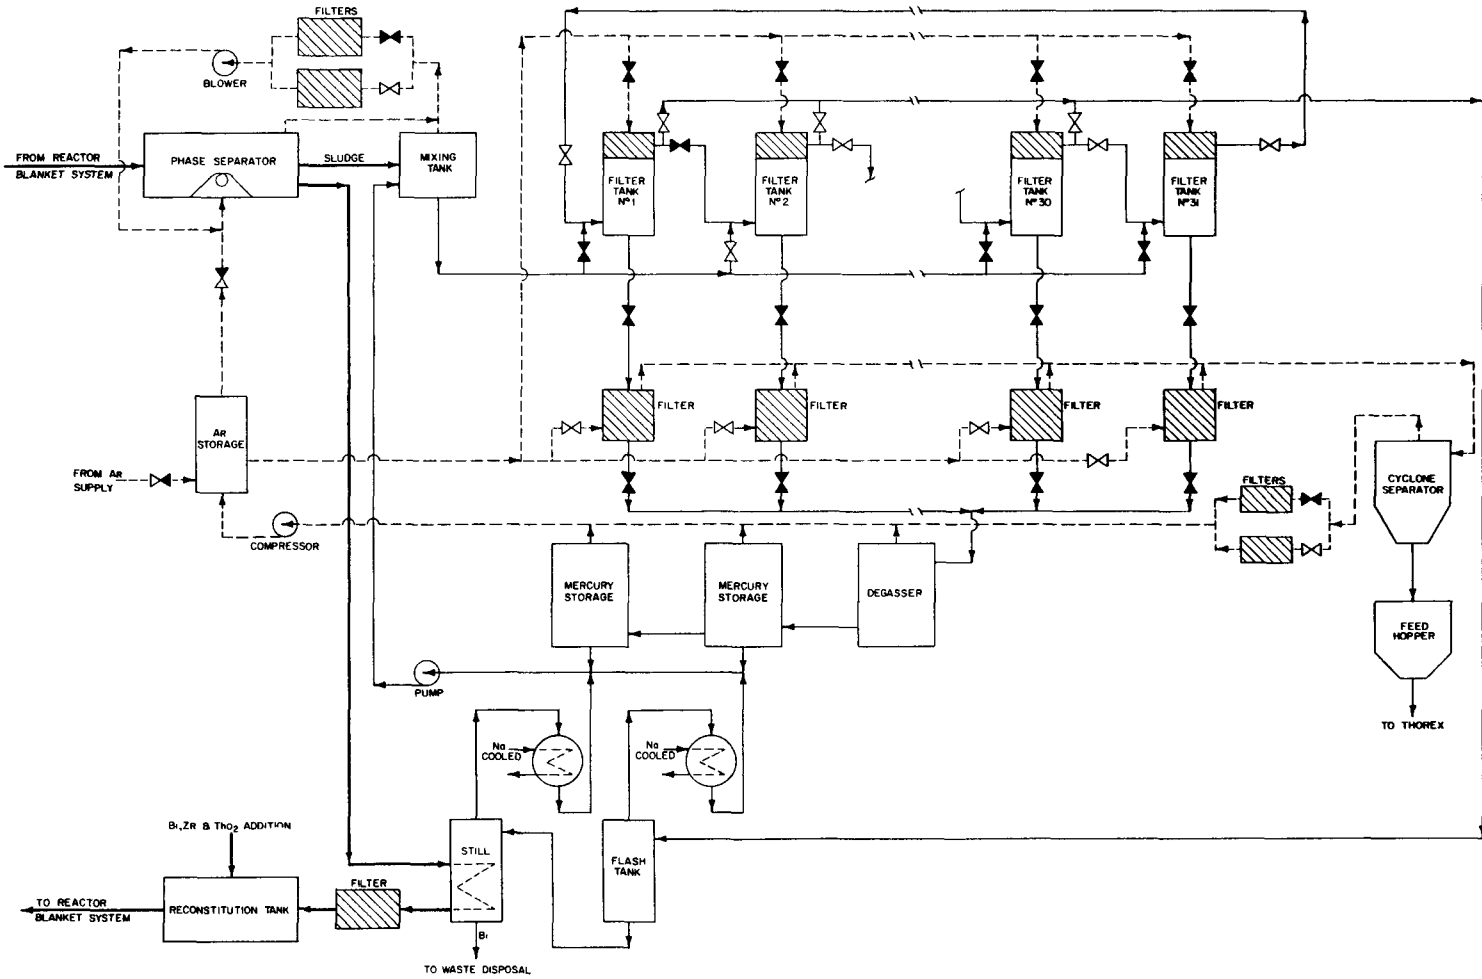 FILTERS
BLOWER
FROM REACTOR
BLANKET SYSTEM
PHASE SEPARATOR
SLUDGE
MIXING
TANK
FILTER
TANK
Nº1
FILTER
TANK
Nº2
FILTER
TANK
Nº30
FILTER
TANK
Nº31
AR
STORAGE
FROM AR
SUPPLY
FILTER
FILTER
FILTER
FILTER
FILTERS
CYCLONE
SEPARATOR
COMPRESSOR
MERCURY
STORAGE
MERCURY
STORAGE
DEGASSER
FEED
HOPPER
PUMP
TO THOREX
Na
COOLED
Na
COOLED
Bi,ZR & THO2 ADDITION
STILL
FLASH
TANK
FILTER
TO REACTOR
BLANKET SYSTEM
RECONSTITUTION TANK
Bi
TO WASTE DISPOSAL